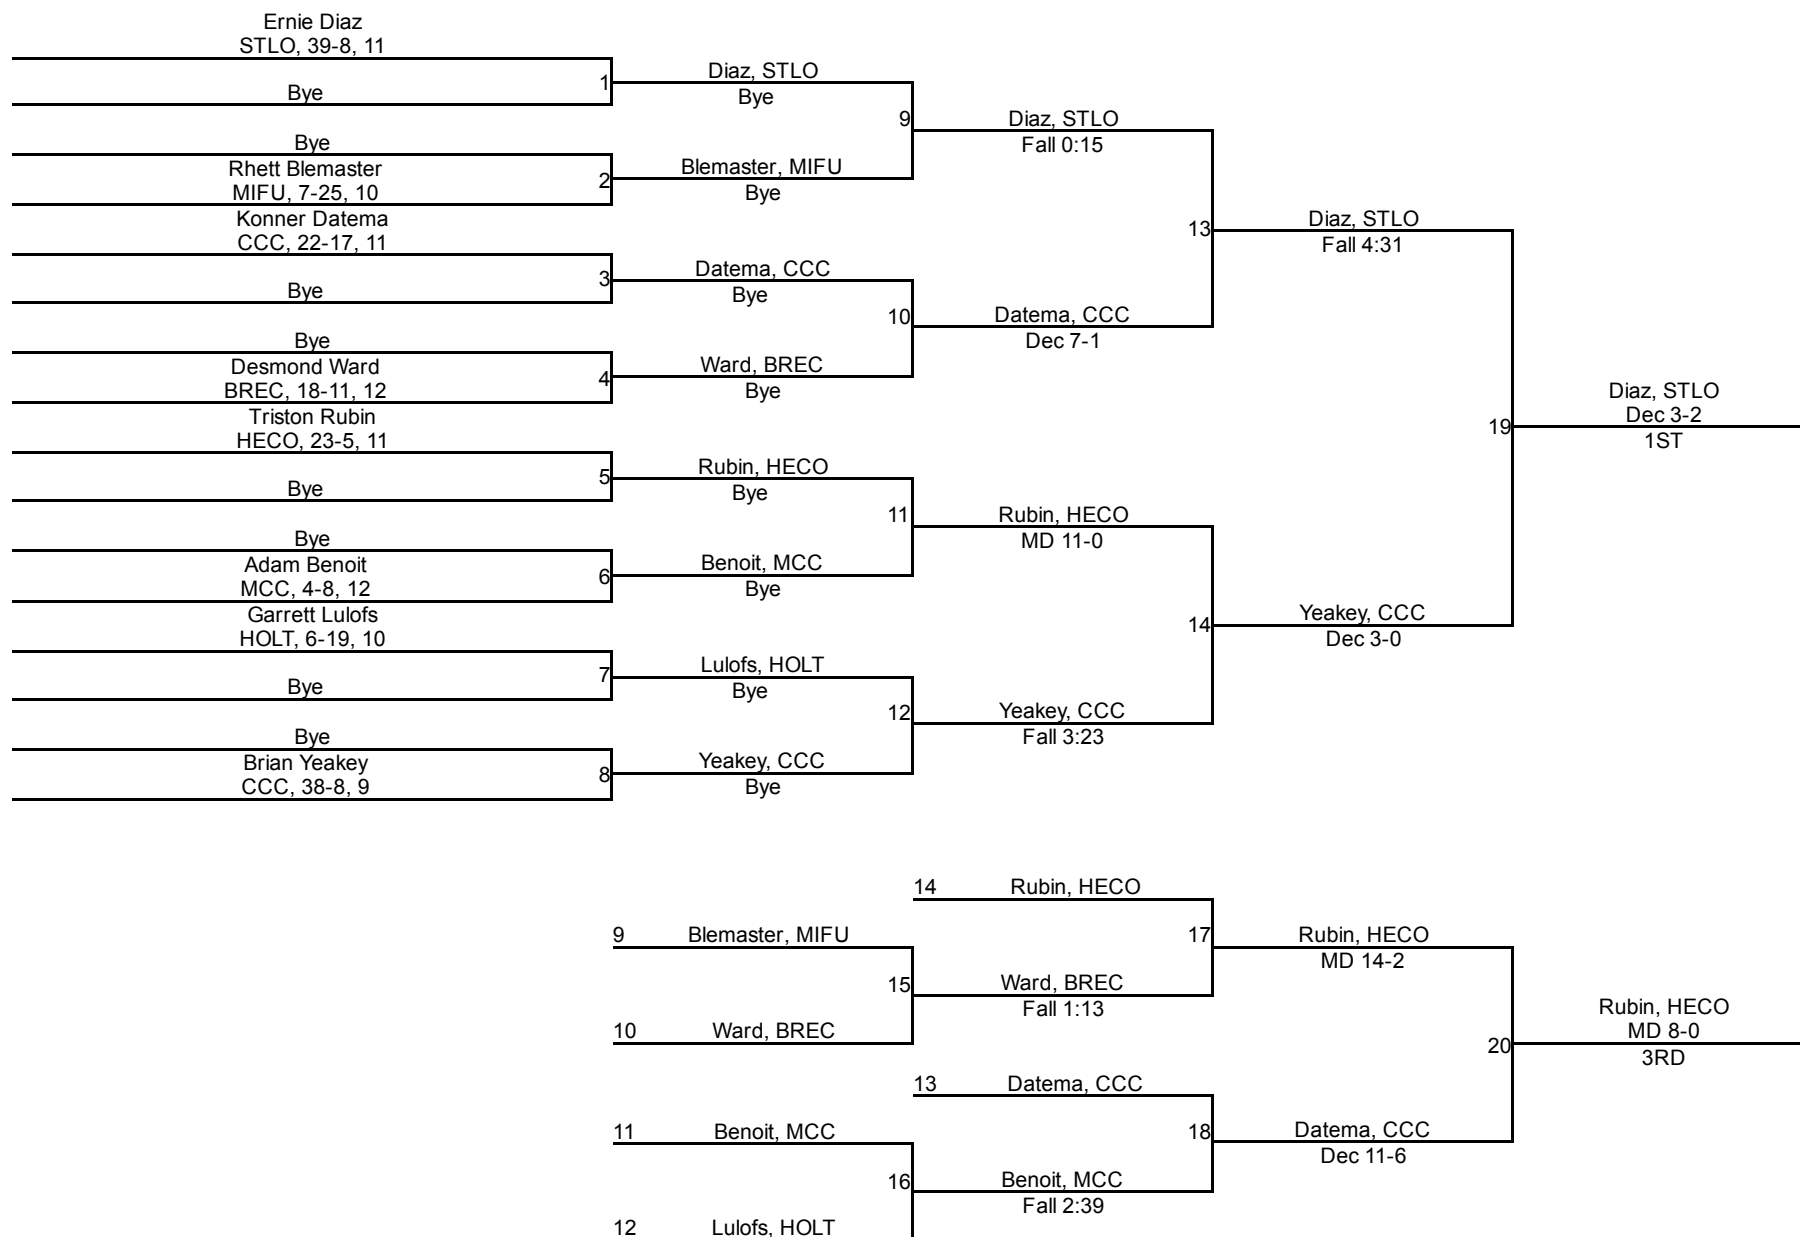 Ernie Diaz
STLO, 39-8, 11
Bye
1
Bye
Rhett Blemaster
MIFU, 7-25, 10
2
Konner Datema
CCC, 22-17, 11
Bye
3
Bye
Desmond Ward
BREC, 18-11, 12
4
Triston Rubin
HECO, 23-5, 11
Bye
5
Bye
Adam Benoit
MCC, 4-8, 12
6
Garrett Lulofs
HOLT, 6-19, 10
Bye
7
Bye
Brian Yeakey
CCC, 38-8, 9
8
Diaz, STLO
Bye
9
Blemaster, MIFU
Bye
Datema, CCC
Bye
10
Ward, BREC
Bye
Rubin, HECO
Bye
11
Benoit, MCC
Bye
Lulofs, HOLT
Bye
12
Yeakey, CCC
Bye
Diaz, STLO
Fall 0:15
13
Datema, CCC
Dec 7-1
Rubin, HECO
MD 11-0
14
Yeakey, CCC
Fall 3:23
Diaz, STLO
Fall 4:31
19
Yeakey, CCC
Dec 3-0
Diaz, STLO
Dec 3-2
1ST
9 Blemaster, MIFU
15
10 Ward, BREC
11 Benoit, MCC
16
12 Lulofs, HOLT
14 Rubin, HECO
17
Ward, BREC
Fall 1:13
13 Datema, CCC
18
Benoit, MCC
Fall 2:39
Rubin, HECO
MD 14-2
20
Datema, CCC
Dec 11-6
Rubin, HECO
MD 8-0
3RD